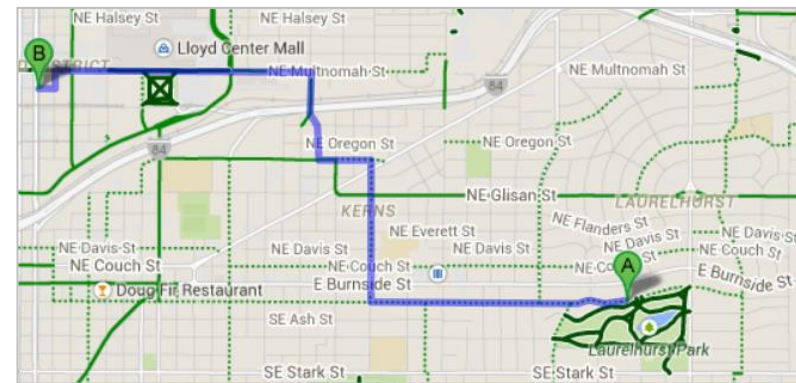 NE Halsey St
NE Halsey St
B
Lloyd Center Mall
DISTRICT
NE Multnomah St
NE Multnomah St
84
84
NE Oregon St
NE Oregon St
NE Glisan St
KERNS
LAURELHURST
NE Flanders St
NE Everett St
NE Davis St
NE Davis St
NE Davis St
NE Davis St
NE Davis St
NE Couch St
NE Couch St
NE Couch St
A
E Burnside St
E Burnside St
Doug Fir Restaurant
SE Ash St
SE Ash St
Laurelhurst Park
SE Stark St
SE Stark St